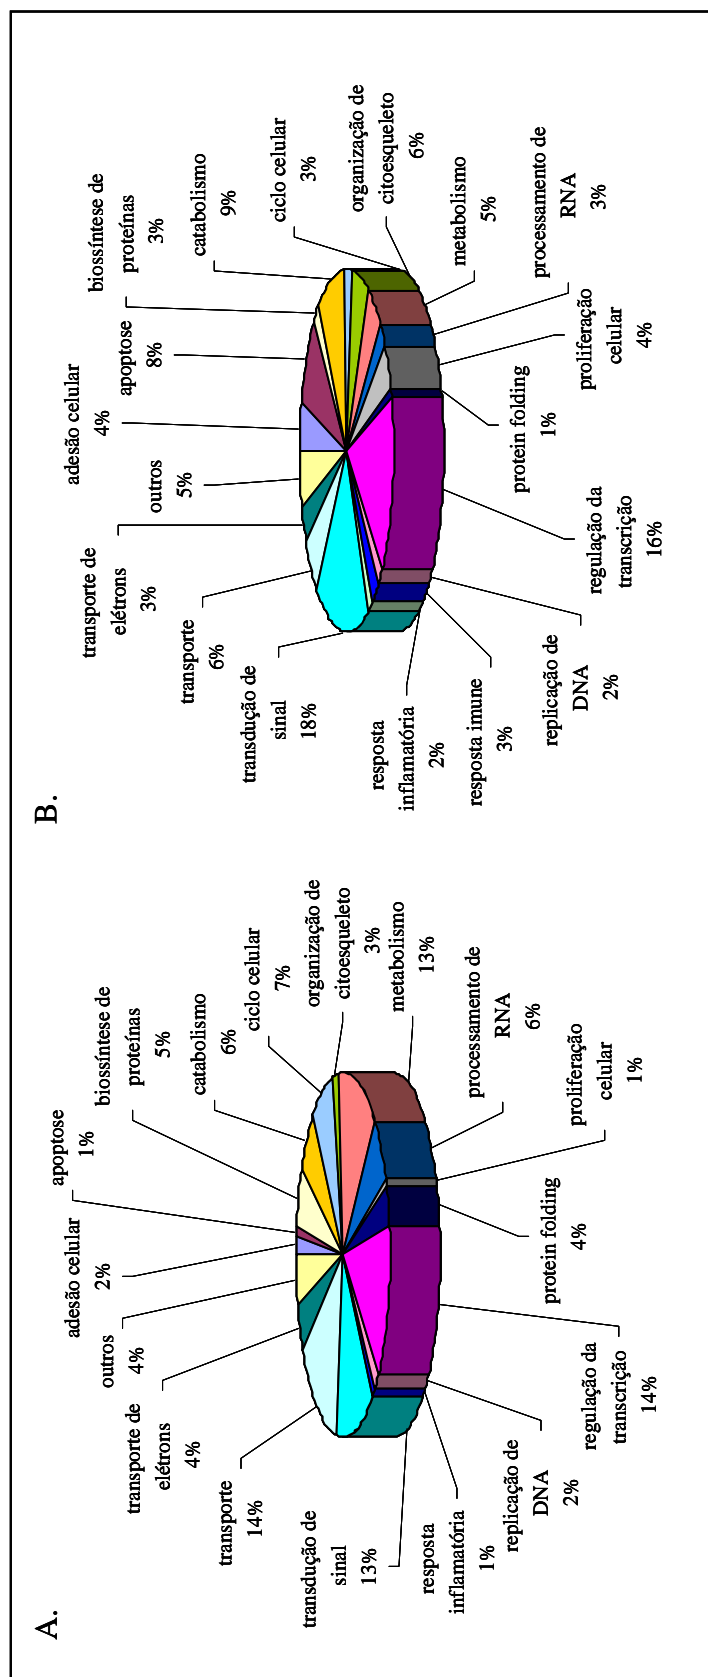 A.
adesão celular
2%
apoptose
1%
biossíntese de
proteínas
5%
catabolismo
6%
ciclo celular
7%
organização de
citoesqueleto
3%
metabolismo
13%
processamento de
RNA
6%
proliferação
celular
1%
protein folding
4%
regulação da
transcrição
14%
replicação de
DNA
2%
resposta
inflamatória
1%
transdução de
sinal
13%
transporte
14%
transporte de
elétrons
4%
outros
4%
B.
adesão celular
4%
apoptose
8%
biossíntese de
proteínas
3%
catabolismo
9%
ciclo celular
3%
organização de
citoesqueleto
6%
metabolismo
5%
processamento de
RNA
3%
proliferação
celular
4%
protein folding
1%
regulação da
transcrição
16%
replicação de
DNA
2%
resposta imune
3%
resposta
inflamatória
2%
transdução de
sinal
18%
transporte
6%
transporte de
elétrons
3%
outros
5%